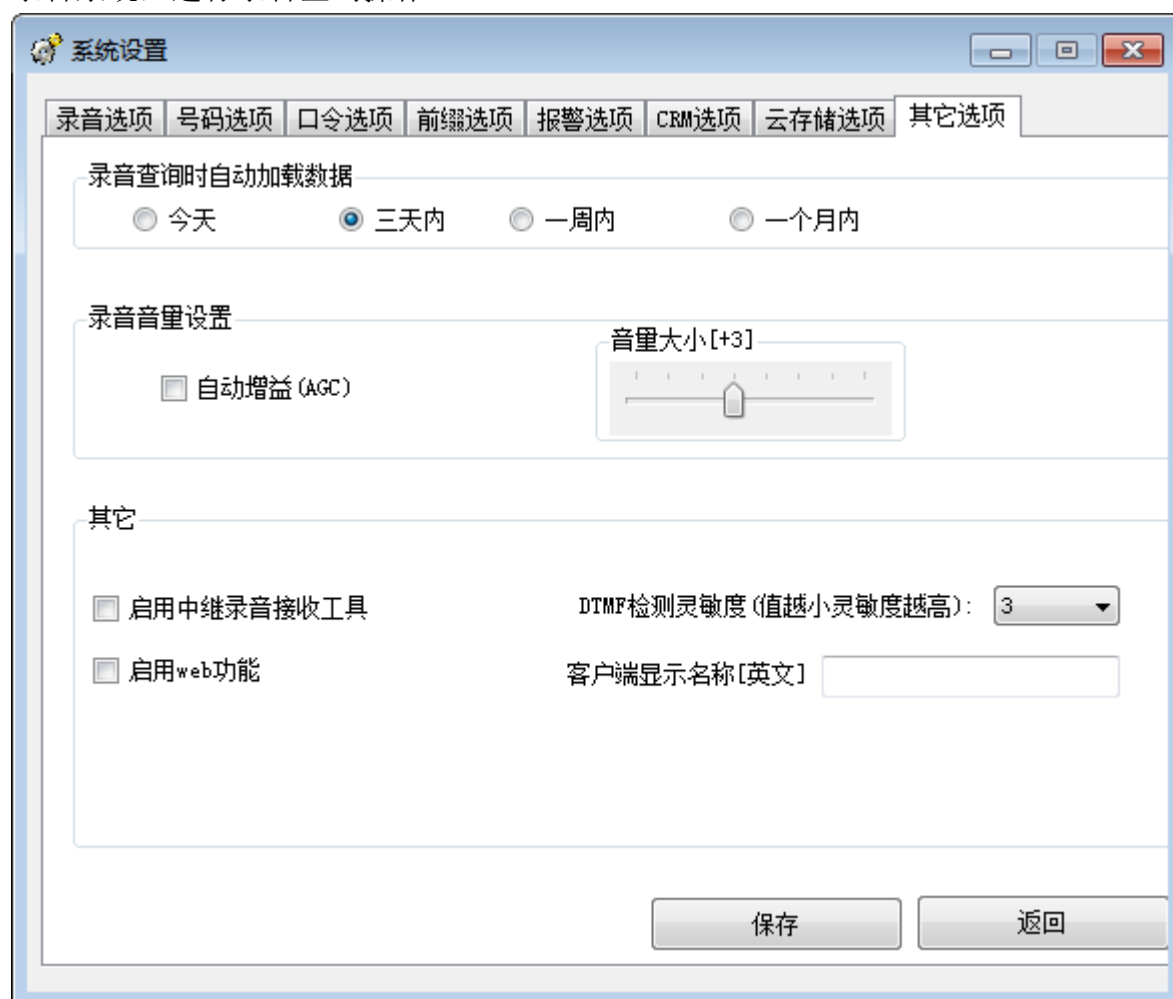 系统设置
录音选项 号码选项 口令选项 前缀选项 报警选项 CRM选项 云存储选项 其它选项
录音查询时自动加载数据
今天 三天内 一周内 一个月内
录音音量设置
音量大小[+3]
自动增益(AGC)
其它
启用中继录音接收工具 DTMF检测灵敏度(值越小灵敏度越高): 3
启用web功能 客户端显示名称[英文]
保存 返回